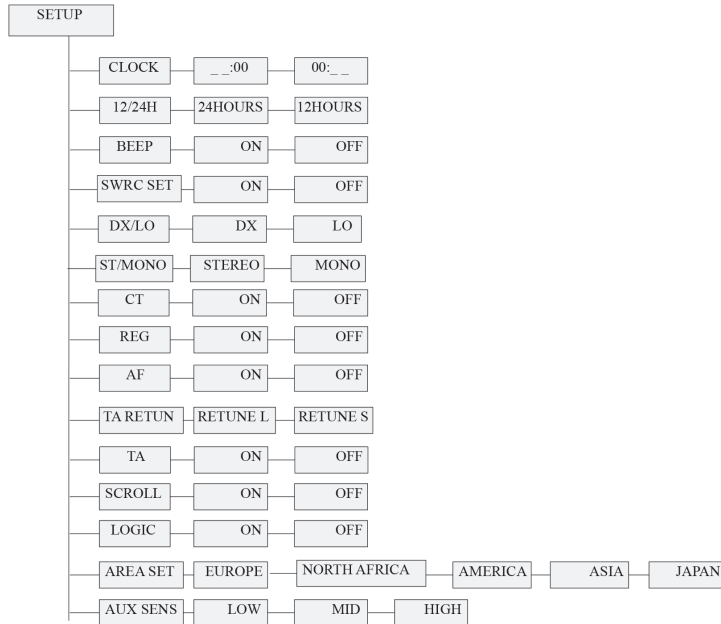 SETUP
CLOCK _ _:00 00:_ _
12/24H 24HOURS 12HOURS
BEEP ON OFF
SWRC SET ON OFF
DX/LO DX LO
ST/MONO STEREO MONO
CT ON OFF
REG ON OFF
AF ON OFF
TA RETUN RETUNE L RETUNE S
TA ON OFF
SCROLL ON OFF
LOGIC ON OFF
AREA SET EUROPE NORTH AFRICA AMERICA ASIA JAPAN
AUX SENS LOW MID HIGH